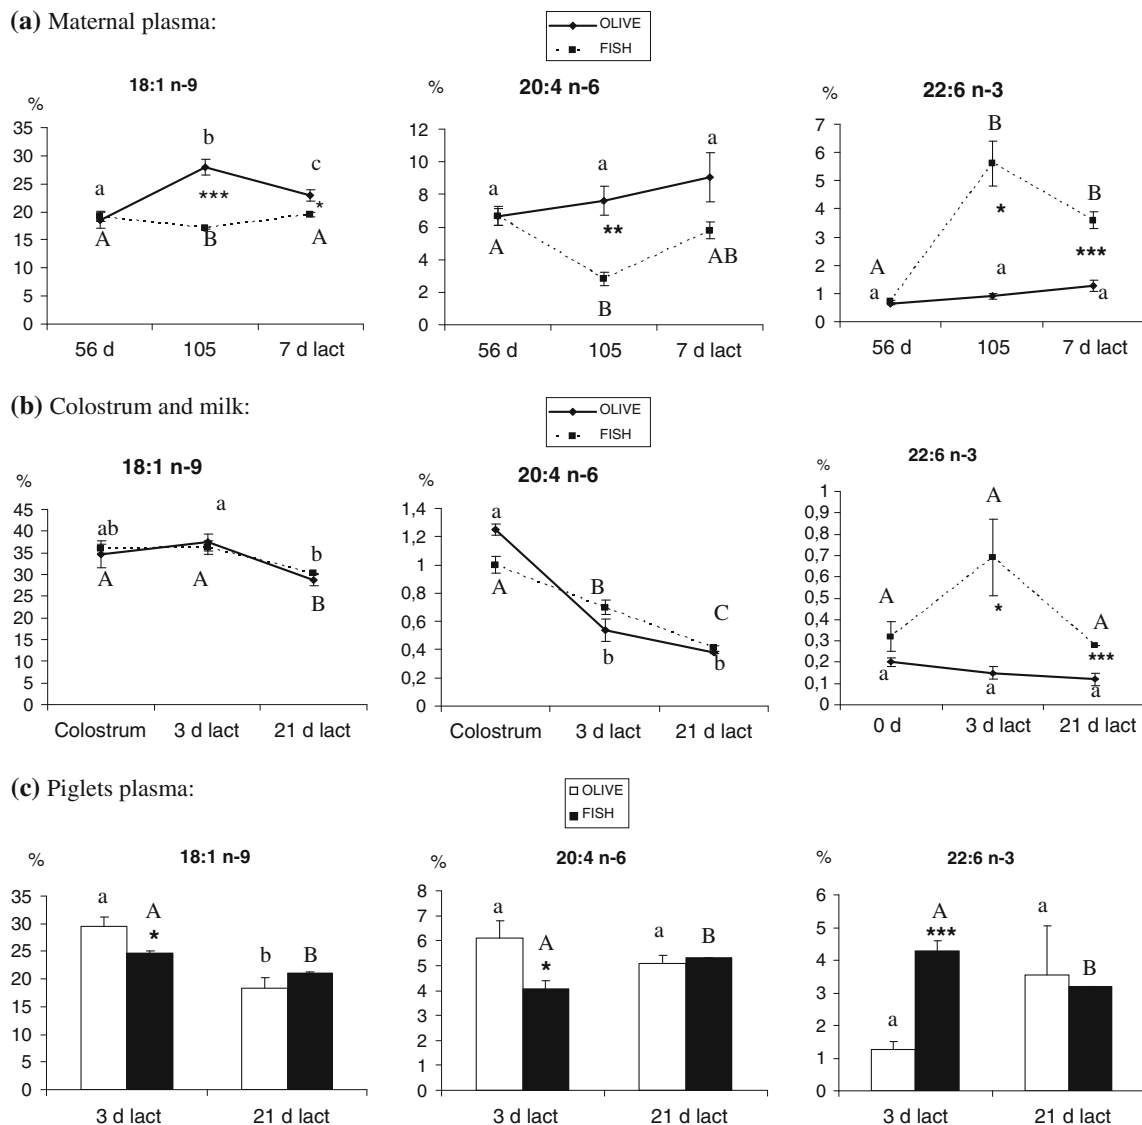 (a) Maternal plasma:
OLIVE
FISH
18:1 n-9
%
35
30
25
20
15
10
5
0
a
b
c
***
*
A
B
A
56 d 105 7 d lact
20:4 n-6
%
12
10
8
6
4
2
0
a
a
a
**
A
B
AB
56 d 105 7 d lact
22:6 n-3
%
7
6
5
4
3
2
1
0
B
B
*
***
A
a
a
a
56 d 105 7 d lact
(b) Colostrum and milk:
OLIVE
FISH
18:1 n-9
%
45
40
35
30
25
20
15
10
5
0
ab
a
b
A
A
B
Colostrum 3 d lact 21 d lact
20:4 n-6
%
1,4
1,2
1
0,8
0,6
0,4
0,2
0
a
A
B
C
b
b
Colostrum 3 d lact 21 d lact
22:6 n-3
%
1
0,9
0,8
0,7
0,6
0,5
0,4
0,3
0,2
0,1
0
A
A
A
*
***
a
a
a
0 d 3 d lact 21 d lact
(c) Piglets plasma:
OLIVE
FISH
18:1 n-9
%
35
30
25
20
15
10
5
0
a
A
*
b
B
3 d lact 21 d lact
20:4 n-6
%
8
7
6
5
4
3
2
1
0
a
A
*
a
B
3 d lact 21 d lact
22:6 n-3
%
6
5
4
3
2
1
0
a
A
***
a
B
3 d lact 21 d lact